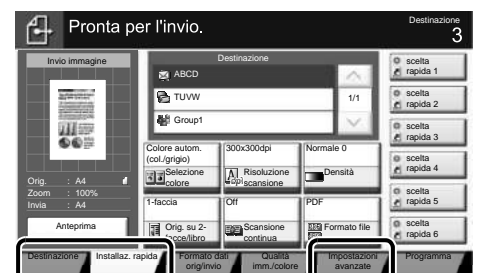 Pronta per l'invio.
Destinazione
3
Invio immagine
Orig. : A4
Zoom : 100%
Invia : A4
Anteprima
Destinazione
ABCD
TUVW
Group1
1/1
Colore autom.
(col./grigio)
Selezione
colore
300x300dpi
Risoluzione
scansione
Normale 0
Densità
1-faccia
Orig. su 2-
facce/libro
Off
Scansione
continua
PDF
Formato file
scelta
rapida 1
scelta
rapida 2
scelta
rapida 3
scelta
rapida 4
scelta
rapida 5
scelta
rapida 6
Destinazione
Installaz. rapida
Formato dati
orig/invio
Qualità
imm./colore
Impostazioni
avanzate
Programma